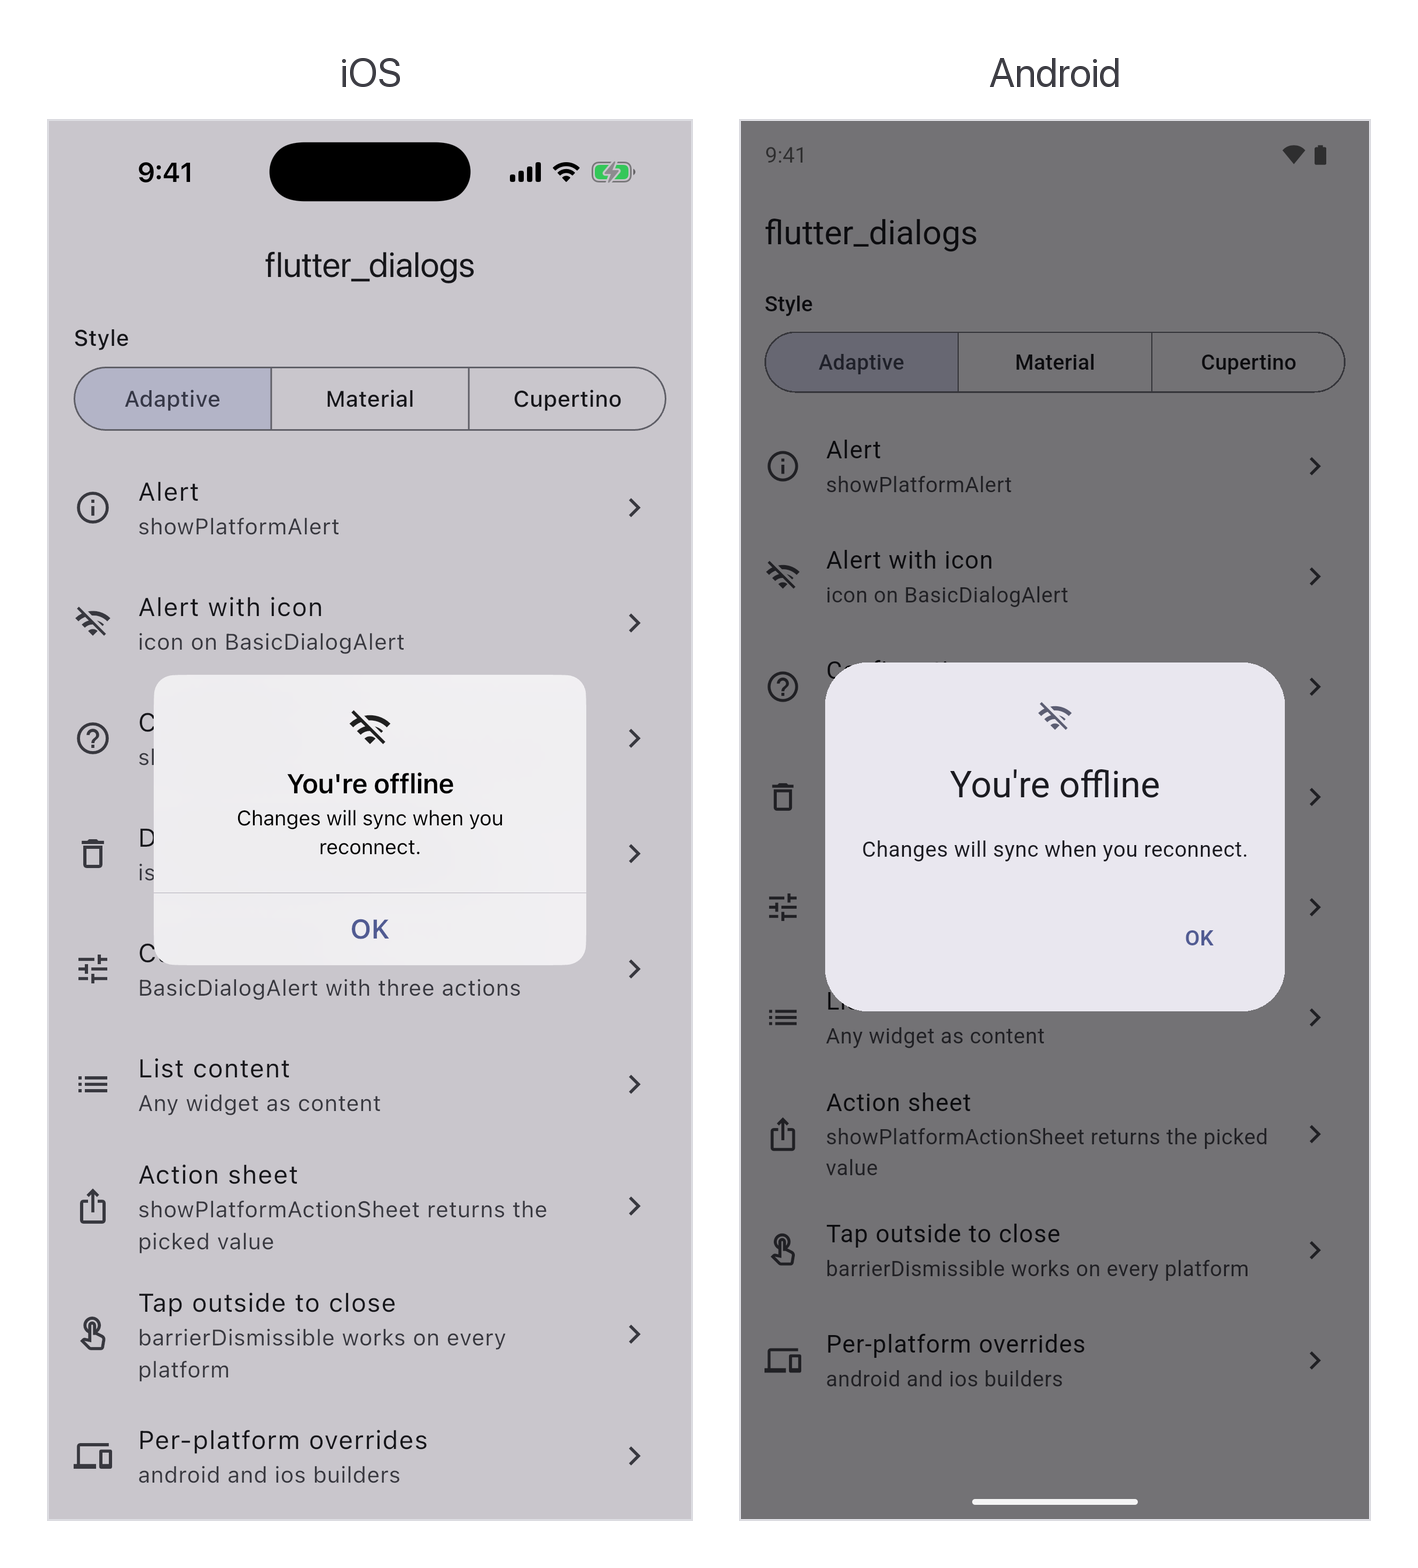 iOS
9:41
flutter_dialogs
Style
Adaptive
Material
Cupertino
Alert
showPlatformAlert
Alert with icon
icon on BasicDialogAlert
You're offline
Changes will sync when you
reconnect.
OK
BasicDialogAlert with three actions
List content
Any widget as content
Action sheet
showPlatformActionSheet returns the
picked value
Tap outside to close
barrierDismissible works on every
platform
Per-platform overrides
android and ios builders
Android
9:41
flutter_dialogs
Style
Adaptive
Material
Cupertino
Alert
showPlatformAlert
Alert with icon
icon on BasicDialogAlert
You're offline
Changes will sync when you reconnect.
OK
Any widget as content
Action sheet
showPlatformActionSheet returns the picked
value
Tap outside to close
barrierDismissible works on every platform
Per-platform overrides
android and ios builders